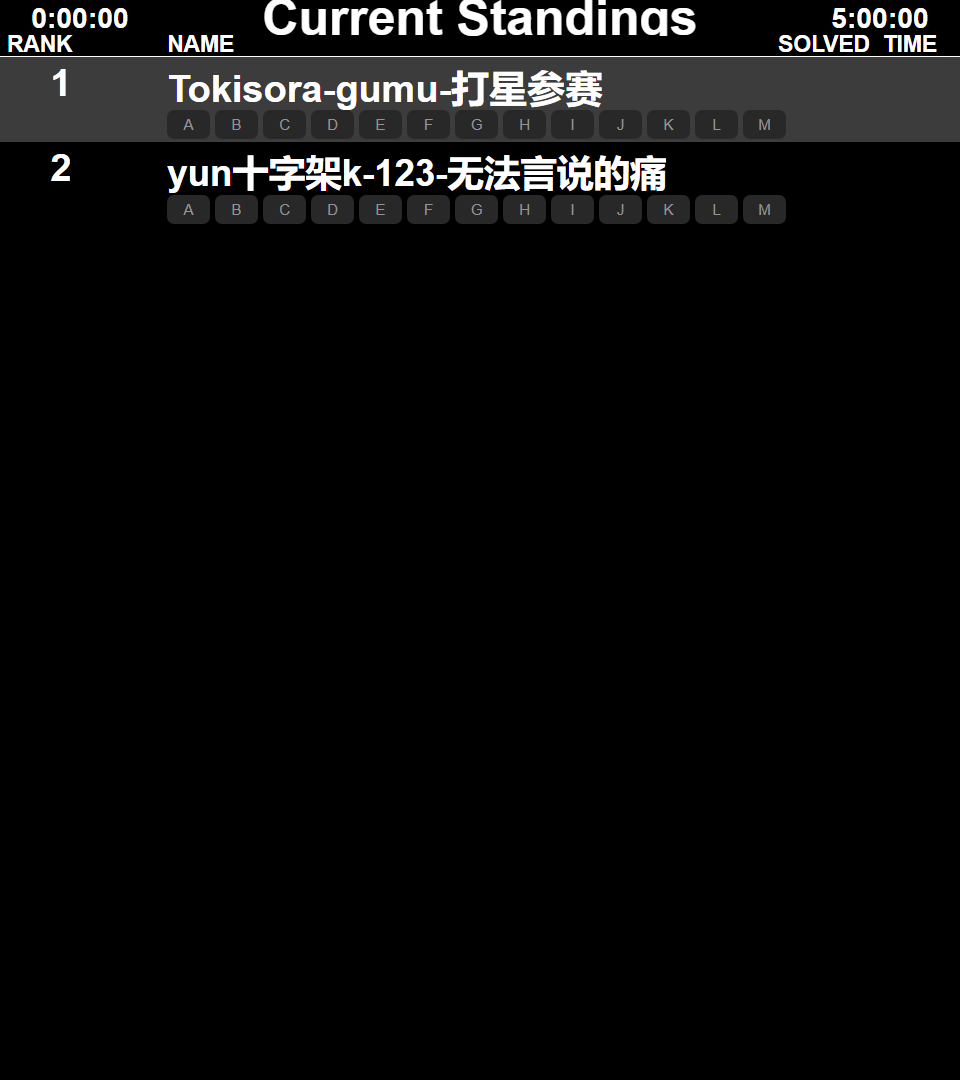 0:00:00 Current Standings 5:00:00
RANK NAME SOLVED TIME
1 Tokisora-gumu-打星参赛
A B C D E F G H I J K L M
2 yun十字架k-123-无法言说的痛
A B C D E F G H I J K L M